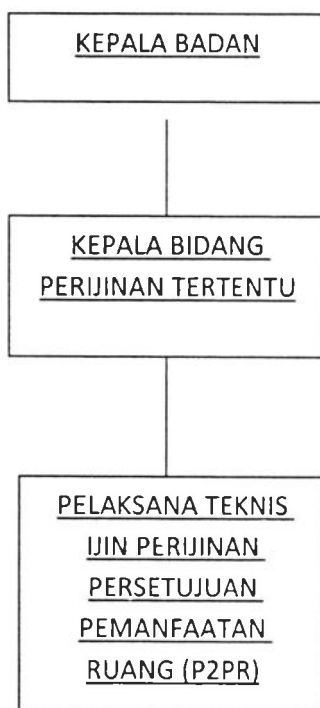 KEPALA BADAN
KEPALA BIDANG
PERIJINAN TERTENTU
PELAKSANA TEKNIS
IJIN PERIJINAN
PERSETUJUAN
PEMANFAATAN
RUANG (P2PR)